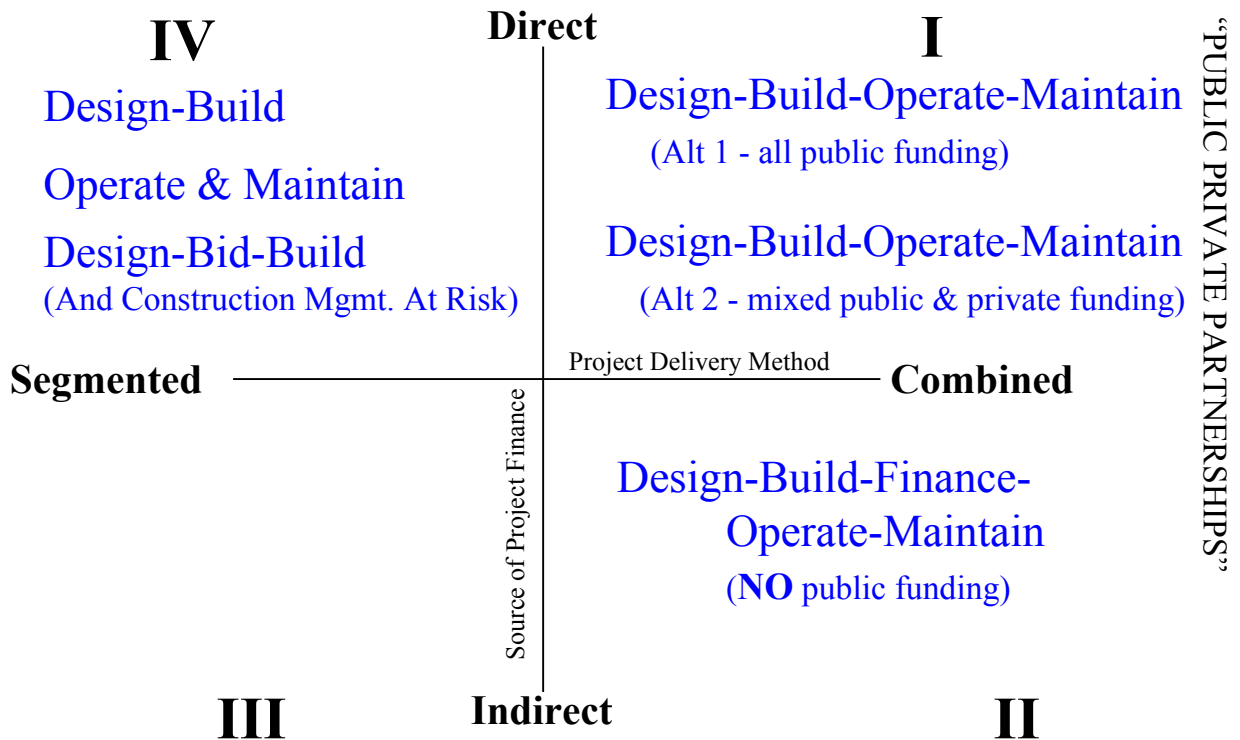 IV
Direct
I
Design-Build
Operate & Maintain
Design-Bid-Build
(And Construction Mgmt. At Risk)
Design-Build-Operate-Maintain
(Alt 1 - all public funding)
Design-Build-Operate-Maintain
(Alt 2 - mixed public & private funding)
“PUBLIC PRIVATE PARTNERSHIPS”
Segmented
Project Delivery Method
Combined
Source of Project Finance
Design-Build-Finance-
Operate-Maintain
(NO public funding)
III
Indirect
II